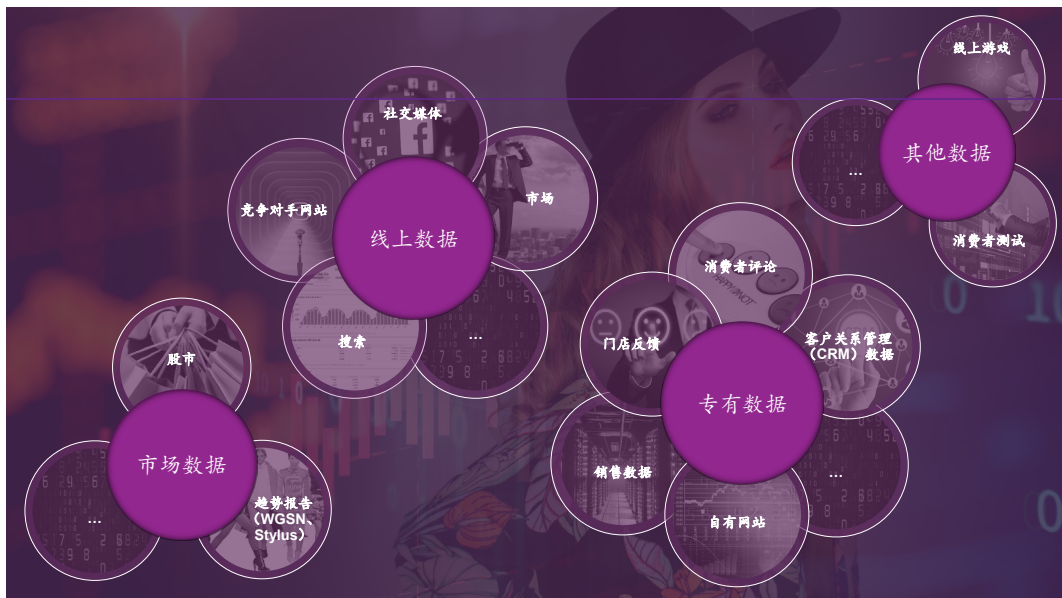 线上游戏
其他数据
...
消费者测试
社交媒体
竞争对手网站
市场
线上数据
搜索
...
消费者评论
门店反馈
客户关系管理
（CRM）数据
专有数据
销售数据
...
自有网站
股市
市场数据
...
趋势报告
（WGSN、
Stylus）